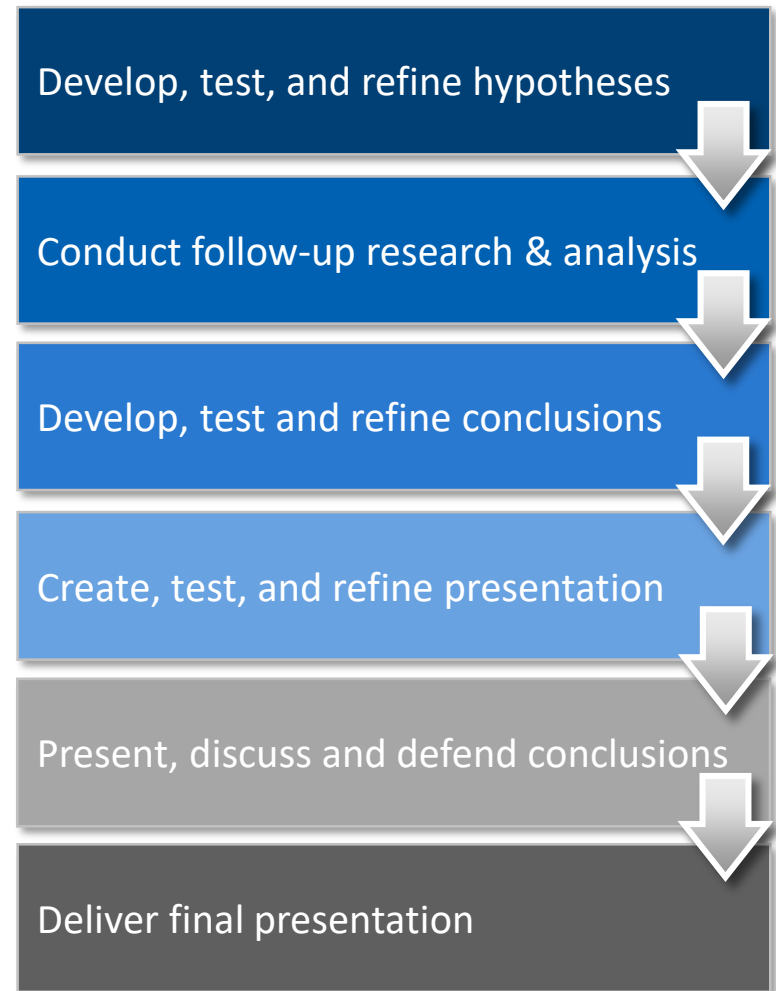 Develop, test, and refine hypotheses
Conduct follow-up research & analysis
Develop, test and refine conclusions
Create, test, and refine presentation
Present, discuss and defend conclusions
Deliver final presentation